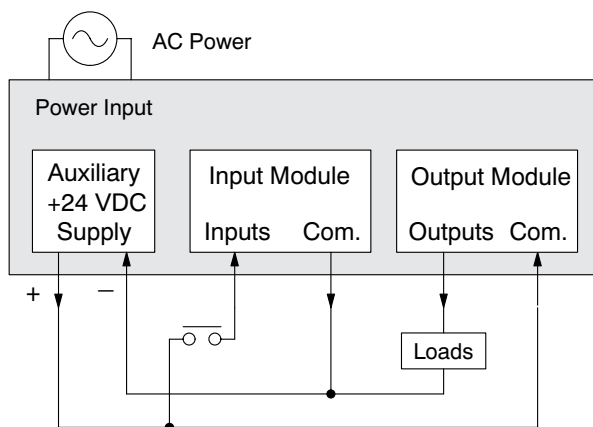 AC Power
Power Input
Auxiliary
+24 VDC
Supply
Input Module
Inputs Com.
Output Module
Outputs Com.
+ –
Loads